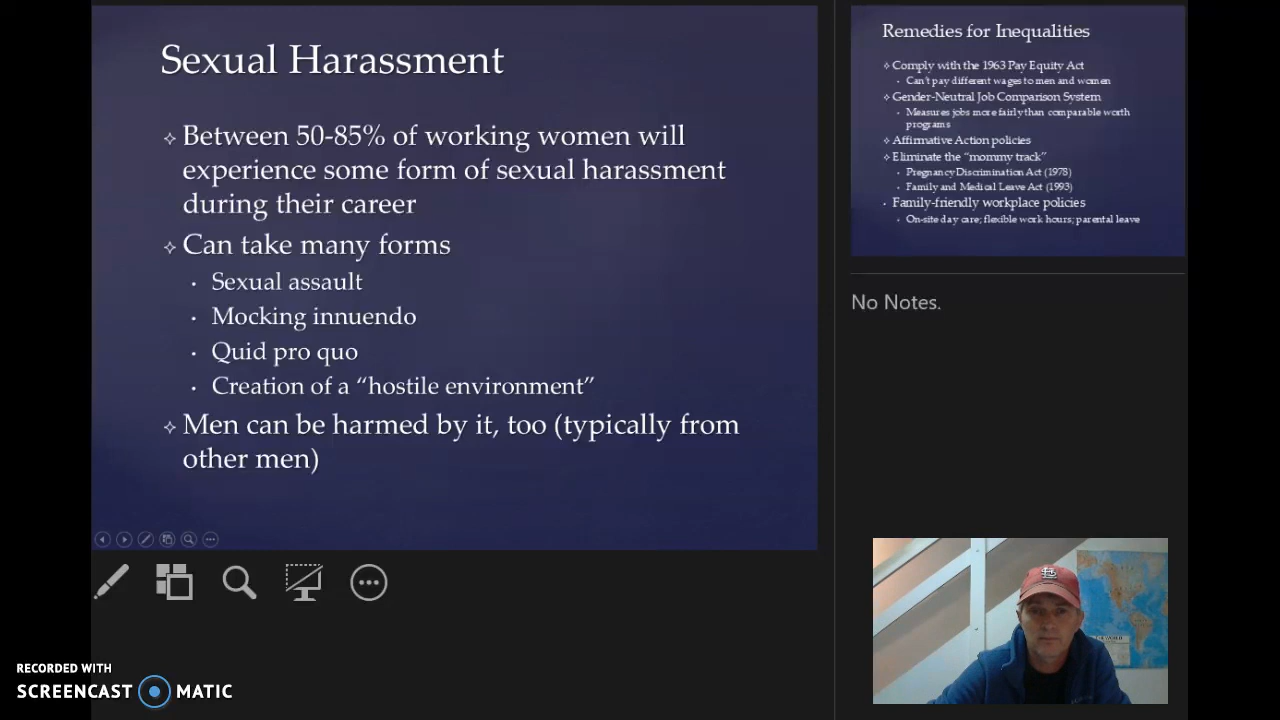 Sexual Harassment
Between 50-85% of working women will
experience some form of sexual harassment
during their career
Can take many forms
Sexual assault
Mocking innuendo
Quid pro quo
Creation of a “hostile environment”
Men can be harmed by it, too (typically from
other men)
Remedies for Inequalities
Comply with the 1963 Pay Equity Act
Can't pay different wages to men and women
Gender-Neutral Job Comparison System
Measures jobs more fairly than comparable worth
programs
Affirmative Action policies
Eliminate the “mommy track”
Pregnancy Discrimination Act (1978)
Family and Medical Leave Act (1993)
Family-friendly workplace policies
On-site day care; flexible work hours; parental leave
No Notes.
RECORDED WITH
SCREENCAST MATIC